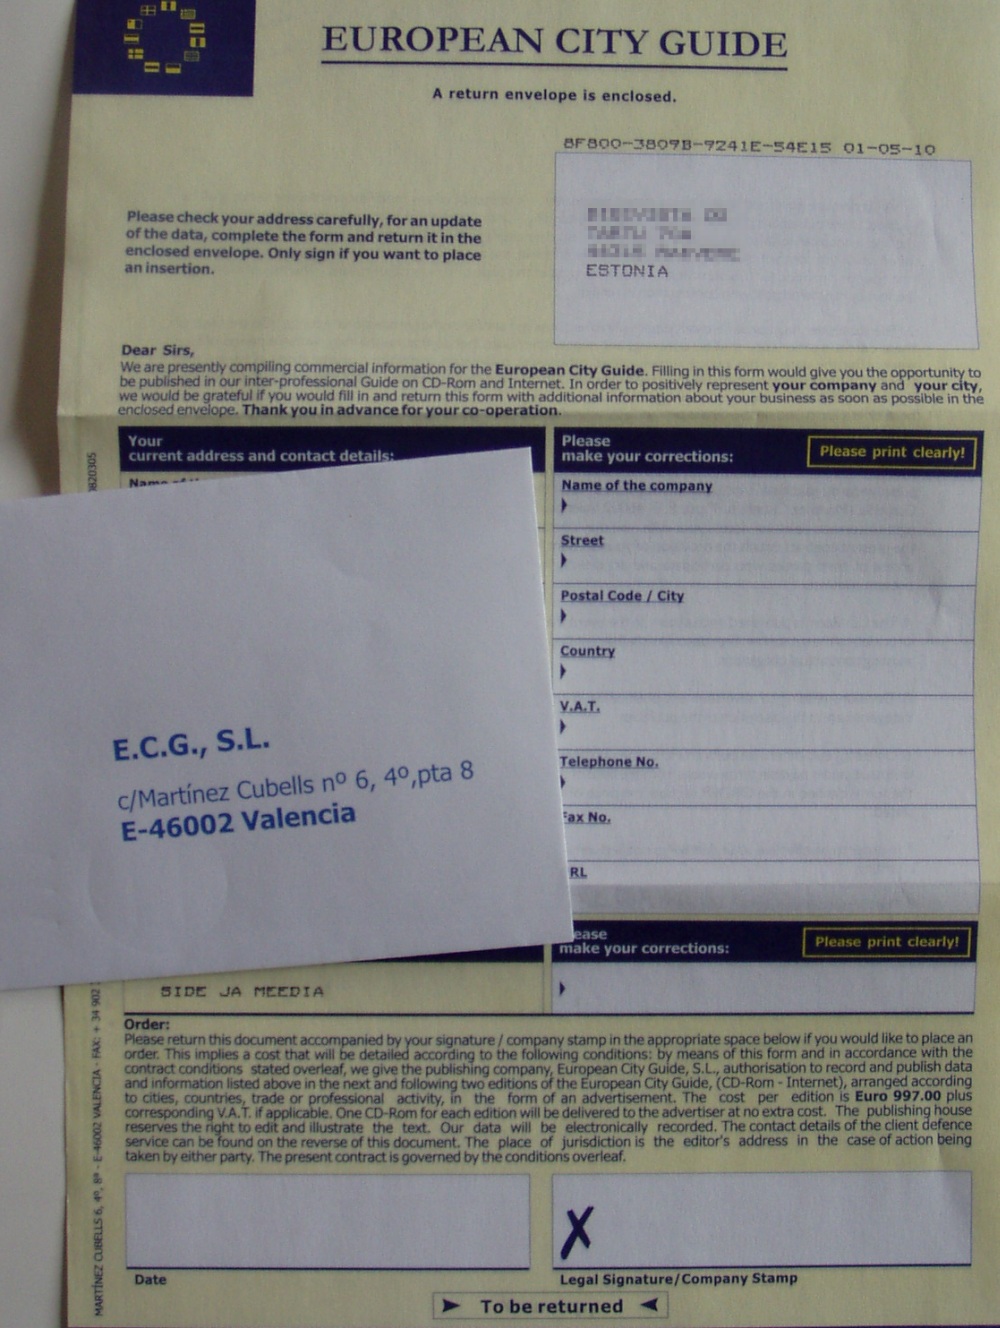 EUROPEAN CITY GUIDE
A return envelope is enclosed.
8F800-3809B-9241E-54E15 01-05-10
Please check your address carefully, for an update
of the data, complete the form and return it in the
enclosed envelope. Only sign if you want to place
an insertion.
ESTONIA
Dear Sirs,
We are presently compiling commercial information for the European City Guide. Filling in this form would give you the opportunity to
be published in our inter-professional Guide on CD-Rom and Internet. In order to positively represent your company and your city,
we would be grateful if you would fill in and return this form with additional information about your business as soon as possible in the
enclosed envelope. Thank you in advance for your co-operation.
Your
current address and contact details:
Please
make your corrections:
Please print clearly!
Name of the company
Street
Postal Code / City
Country
V.A.T.
Telephone No.
Fax No.
RL
E.C.G., S.L.
c/Martínez Cubells nº 6, 4º,pta 8
E-46002 Valencia
ease
make your corrections:
Please print clearly!
SIDE JA MEEDIA
Order:
Please return this document accompanied by your signature / company stamp in the appropriate space below if you would like to place an
order. This implies a cost that will be detailed according to the following conditions: by means of this form and in accordance with the
contract conditions stated overleaf, we give the publishing company, European City Guide, S.L., authorisation to record and publish data
and information listed above in the next and following two editions of the European City Guide, (CD-Rom - Internet), arranged according
to cities, countries, trade or professional activity, in the form of an advertisement. The cost per edition is Euro 997.00 plus
corresponding V.A.T. if applicable. One CD-Rom for each edition will be delivered to the advertiser at no extra cost. The publishing house
reserves the right to edit and illustrate the text. Our data will be electronically recorded. The contact details of the client defence
service can be found on the reverse of this document. The place of jurisdiction is the editor's address in the case of action being
taken by either party. The present contract is governed by the conditions overleaf.
X
Date
Legal Signature/Company Stamp
To be returned
MARTÍNEZ CUBELLS 6, 4º, 8ª - E-46002 VALENCIA - FAX: + 34 902